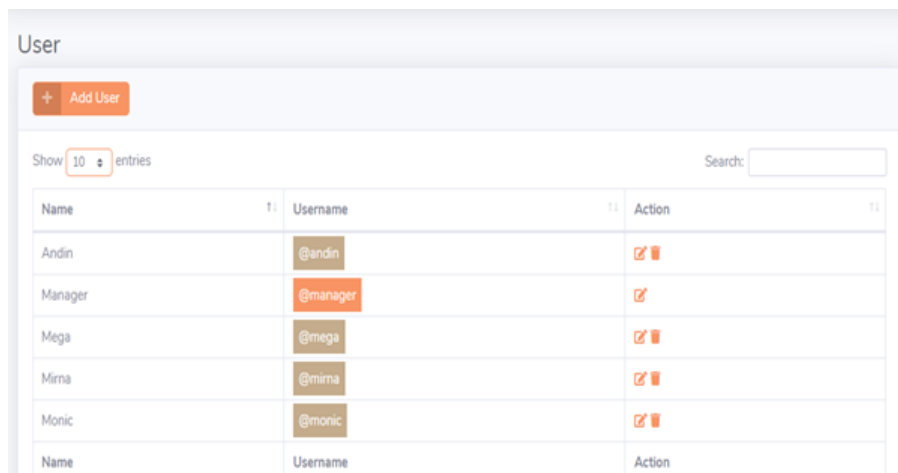 User
+ Add User
Show 10 entries Search:
Name Username Action
Andin @andin
Manager @manager
Mega @mega
Mirna @mirna
Monic @monic
Name Username Action